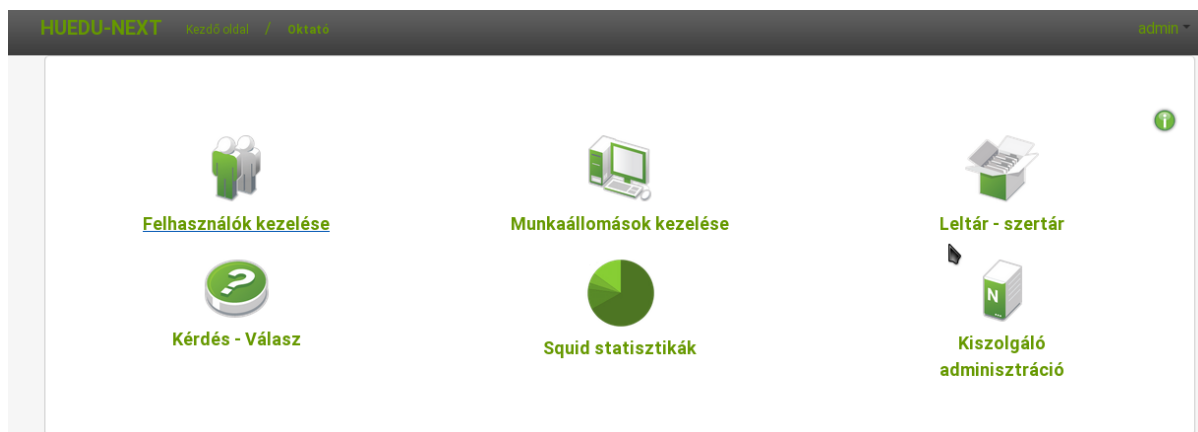 HUEDU-NEXT Kezdő oldal / Oktató admin
Felhasználók kezelése Munkaállomások kezelése Leltár - szertár
Kérdés - Válasz Squid statisztikák Kiszolgáló
adminisztráció
N